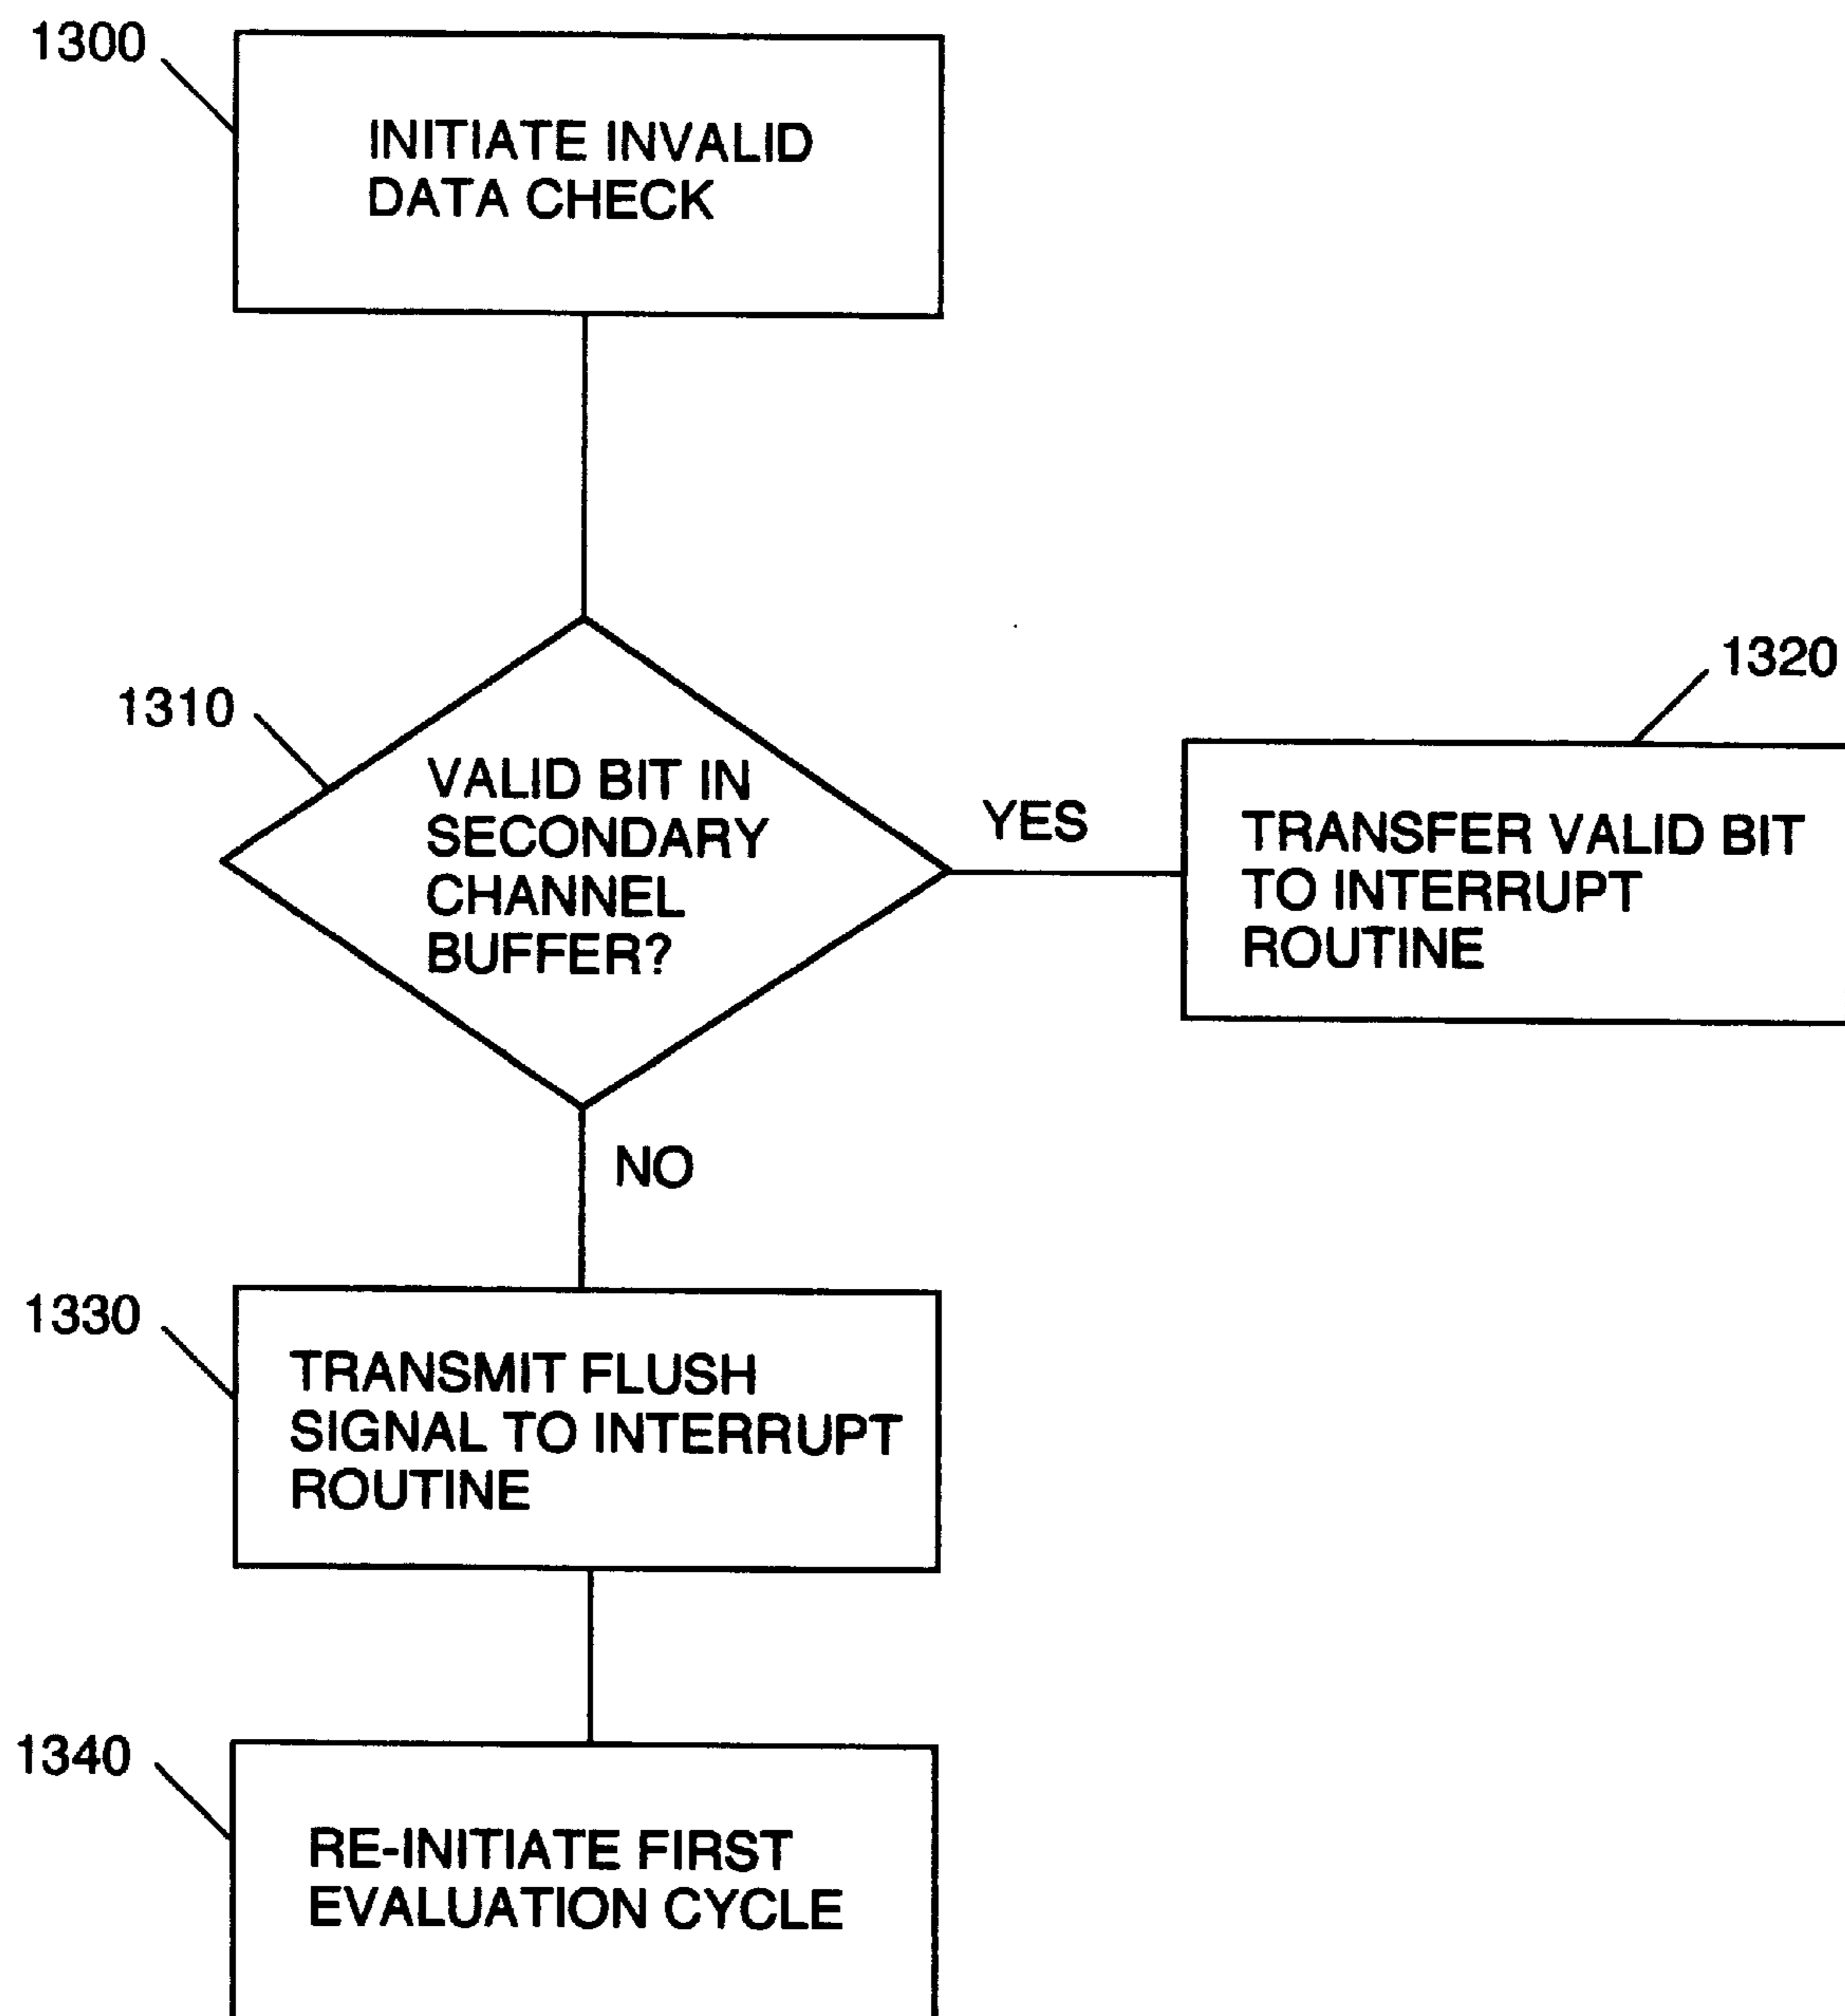 1300
INITIATE INVALID
DATA CHECK
1310
VALID BIT IN
SECONDARY
CHANNEL
BUFFER?
YES
1320
TRANSFER VALID BIT
TO INTERRUPT
ROUTINE
NO
1330
TRANSMIT FLUSH
SIGNAL TO INTERRUPT
ROUTINE
1340
RE-INITIATE FIRST
EVALUATION CYCLE